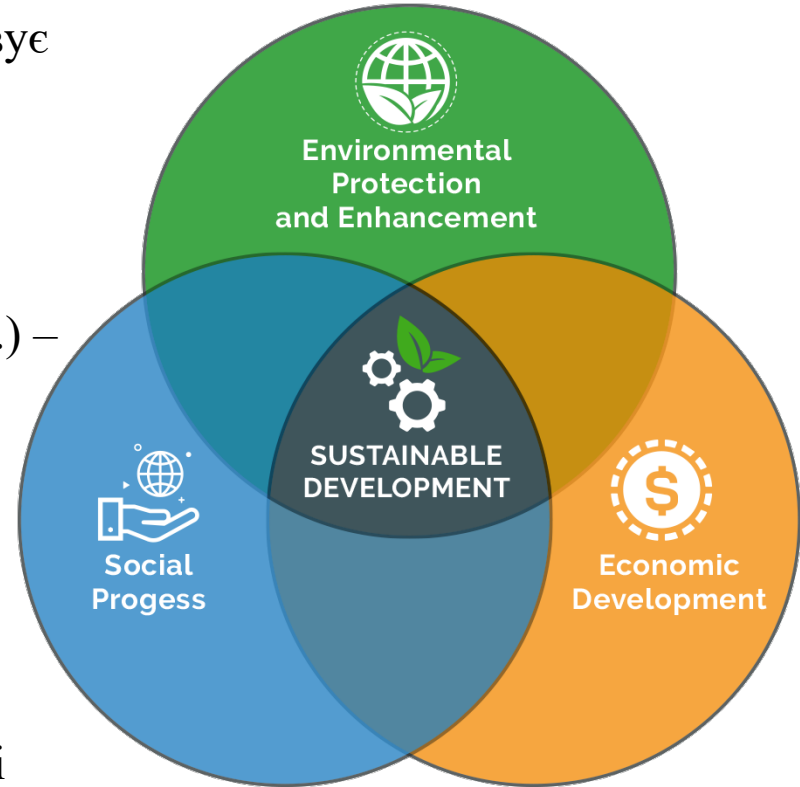 Environmental
Protection
and Enhancement
) –
SUSTAINABLE
DEVELOPMENT
Social
Progess
$
Economic
Development
і